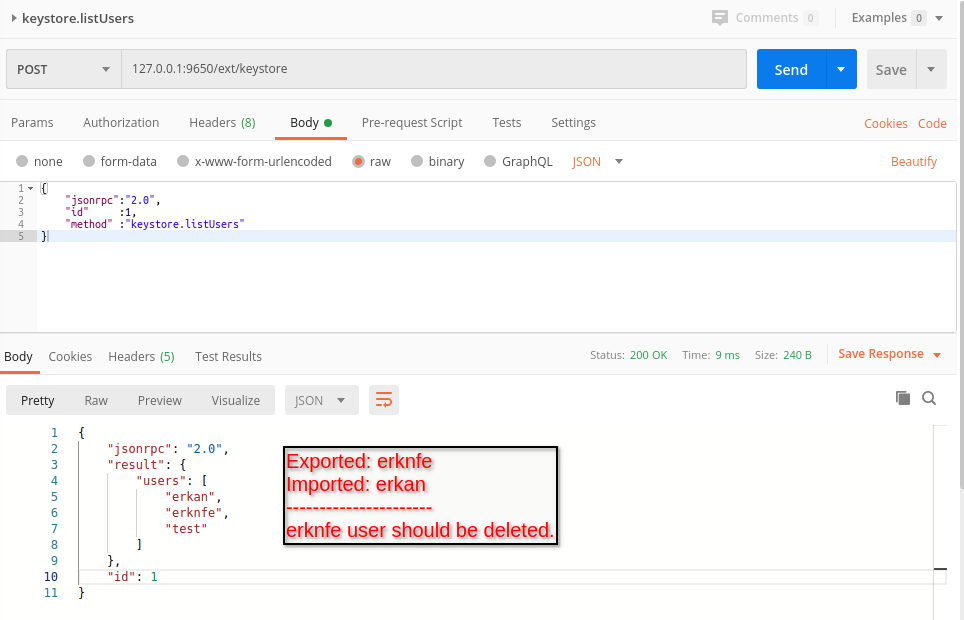 keystore.listUsers Comments 0 Examples 0
POST 127.0.0.1:9650/ext/keystore Send Save
Params Authorization Headers (8) Body Pre-request Script Tests Settings Cookies Code
none form-data x-www-form-urlencoded raw binary GraphQL JSON Beautify
1 {
2 "jsonrpc":"2.0",
3 "id" :1,
4 "method" :"keystore.listUsers"
5 }
Body Cookies Headers (5) Test Results Status: 200 OK Time: 9 ms Size: 240 B Save Response
Pretty Raw Preview Visualize JSON
1 {
2 "jsonrpc": "2.0",
3 "result": {
4 "users": [
5 "erkan",
6 "erknfe",
7 "test"
8 ]
9 },
10 "id": 1
11 }
Exported: erknfe
Imported: erkan
----------------------
erknfe user should be deleted.